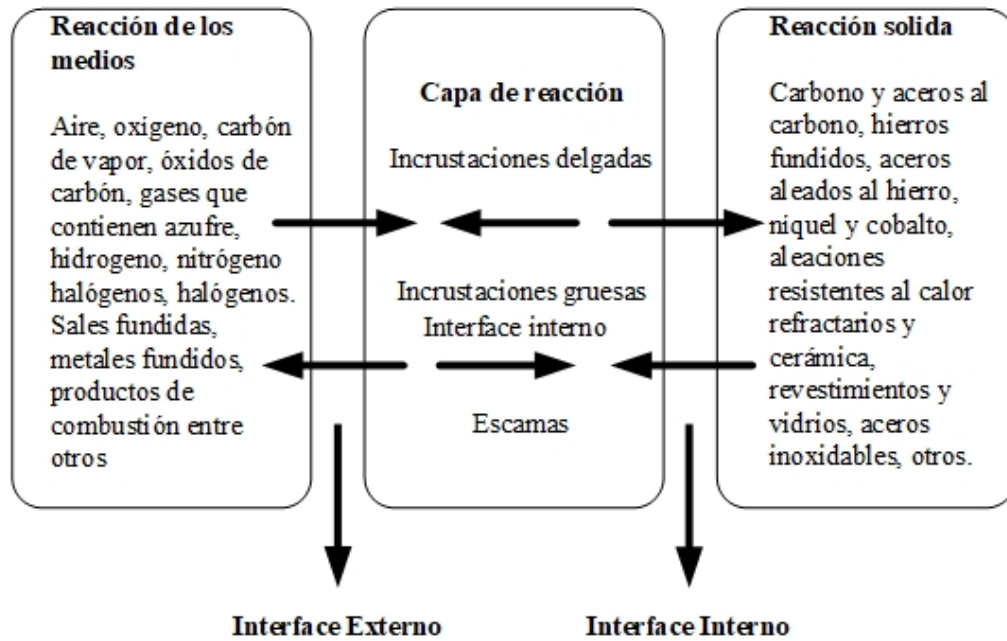 Reacción de los
medios
Aire, oxígeno, carbón
de vapor, óxidos de
carbón, gases que
contienen azufre,
hidrogeno, nitrógeno
halógenos, halógenos.
Sales fundidas,
metales fundidos,
productos de
combustión entre
otros
Capa de reacción
Incrustaciones delgadas
Incrustaciones gruesas
Interface interno
Escamas
Reacción solida
Carbono y aceros al
carbono, hierros
fundidos, aceros
aleados al hierro,
níquel y cobalto,
aleaciones
resistentes al calor
refractarios y
cerámica,
revestimientos y
vidrios, aceros
inoxidables, otros.
Interface Externo
Interface Interno